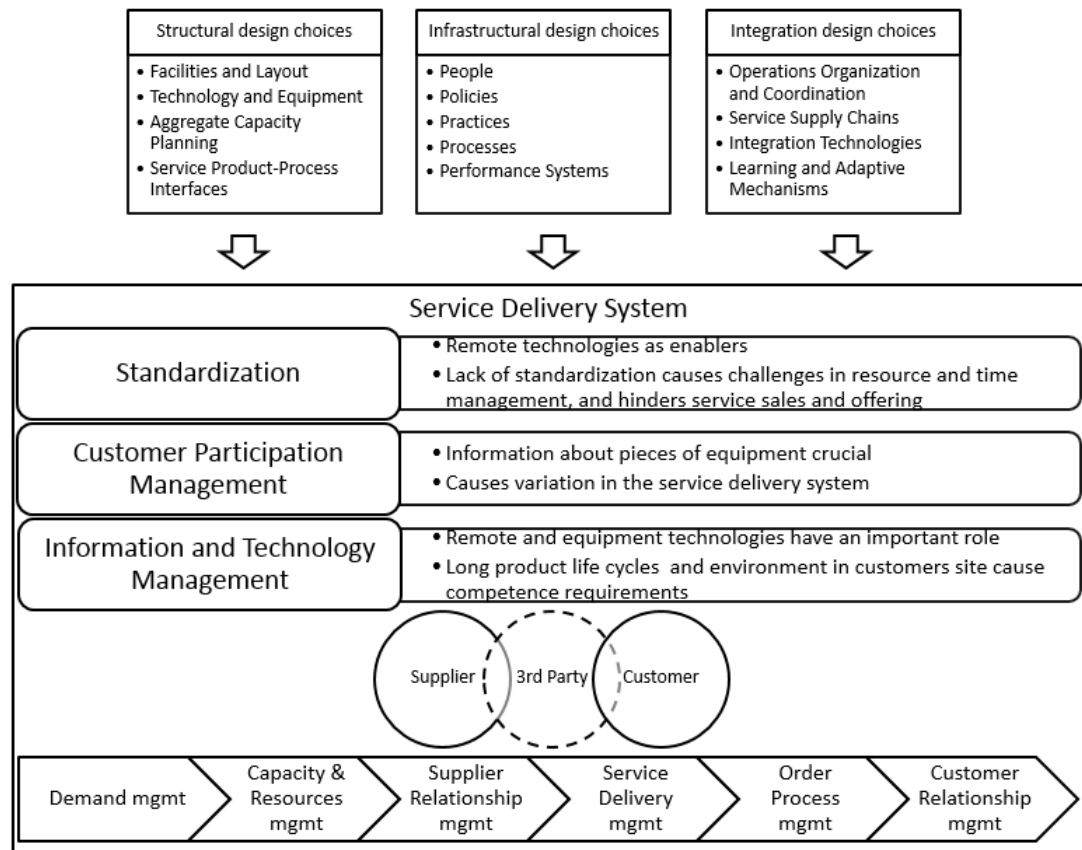 Structural design choices
• Facilities and Layout
• Technology and Equipment
• Aggregate Capacity
Planning
• Service Product-Process
Interfaces
Infrastructural design choices
• People
• Policies
• Practices
• Processes
• Performance Systems
Integration design choices
• Operations Organization
and Coordination
• Service Supply Chains
• Integration Technologies
• Learning and Adaptive
Mechanisms
Service Delivery System
Standardization
• Remote technologies as enablers
• Lack of standardization causes challenges in resource and time
management, and hinders service sales and offering
Customer Participation
Management
• Information about pieces of equipment crucial
• Causes variation in the service delivery system
Information and Technology
Management
• Remote and equipment technologies have an important role
• Long product life cycles and environment in customers site cause
competence requirements
Supplier
3rd Party
Customer
Demand mgmt
Capacity &
Resources
mgmt
Supplier
Relationship
mgmt
Service
Delivery
mgmt
Order
Process
mgmt
Customer
Relationship
mgmt